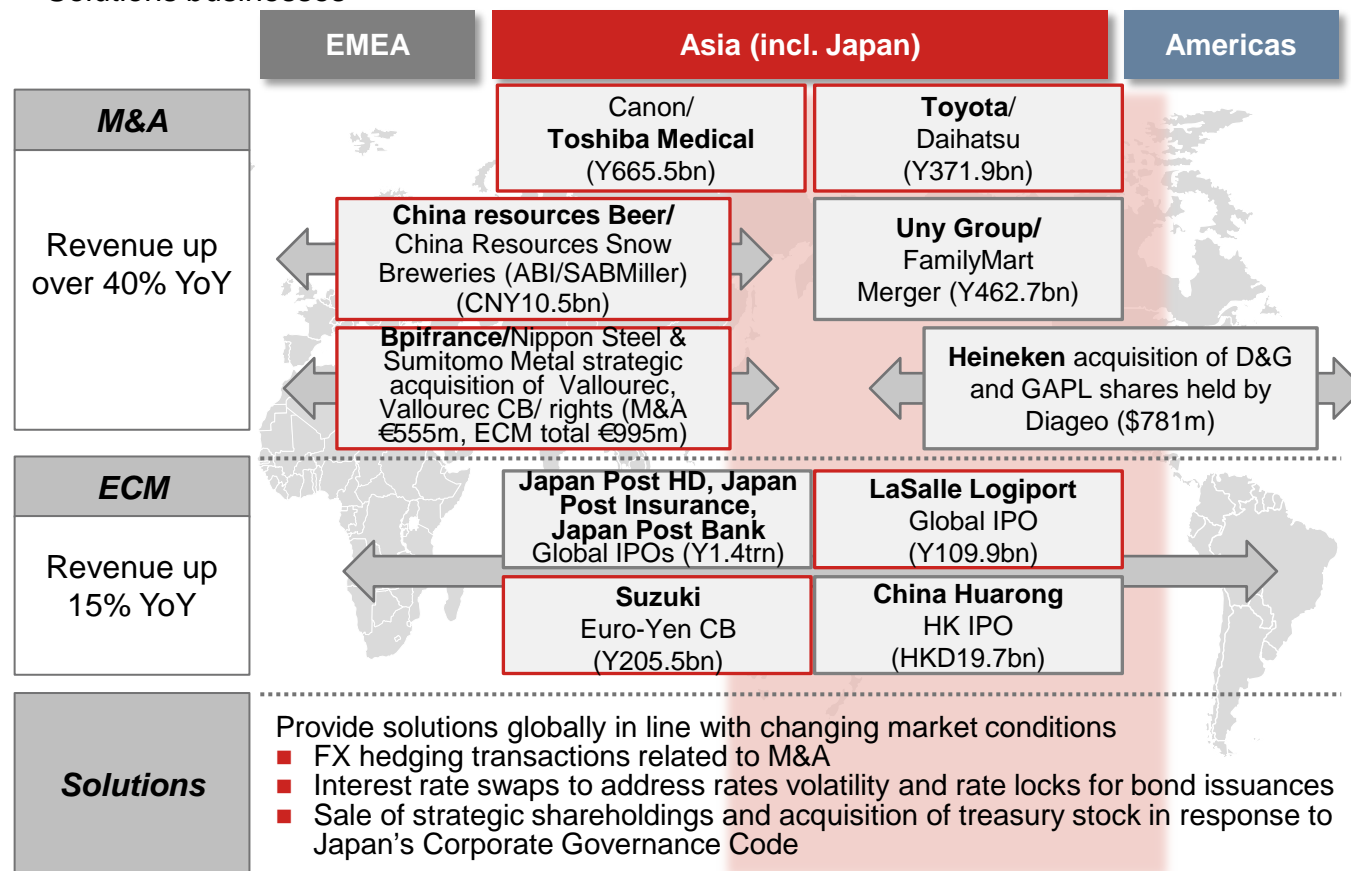 Solutions businesses
EMEA
Asia (incl. Japan)
Americas
M&A
Revenue up
over 40% YoY
Canon/
Toshiba Medical
(Y665.5bn)
Toyota/
Daihatsu
(Y371.9bn)
China resources Beer/
China Resources Snow
Breweries (ABI/SABMiller)
(CNY10.5bn)
Uny Group/
FamilyMart
Merger (Y462.7bn)
Bpifrance/Nippon Steel &
Sumitomo Metal strategic
acquisition of Vallourec,
Vallourec CB/ rights (M&A
€555m, ECM total €995m)
Heineken acquisition of D&G
and GAPL shares held by
Diageo ($781m)
ECM
Revenue up
15% YoY
Japan Post HD, Japan
Post Insurance,
Japan Post Bank
Global IPOs (Y1.4trn)
LaSalle Logiport
Global IPO
(Y109.9bn)
Suzuki
Euro-Yen CB
(Y205.5bn)
China Huarong
HK IPO
(HKD19.7bn)
Solutions
Provide solutions globally in line with changing market conditions
■ FX hedging transactions related to M&A
■ Interest rate swaps to address rates volatility and rate locks for bond issuances
■ Sale of strategic shareholdings and acquisition of treasury stock in response to
Japan's Corporate Governance Code